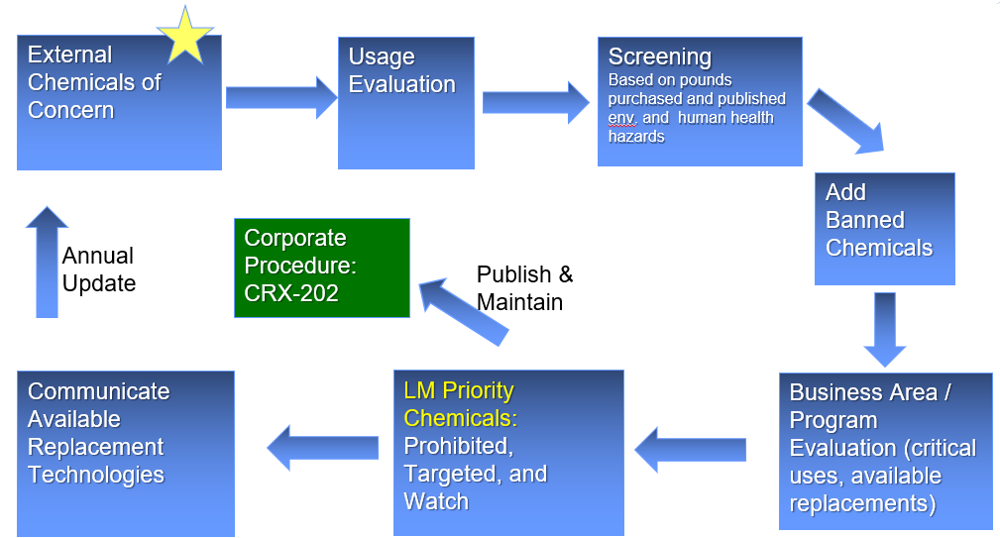 External
Chemicals of
Concern
Usage
Evaluation
Screening
Based on pounds
purchased and published
env. and human health
hazards
Add
Banned
Chemicals
Annual
Update
Corporate
Procedure:
CRX-202
Publish &
Maintain
Communicate
Available
Replacement
Technologies
LM Priority
Chemicals:
Prohibited,
Targeted, and
Watch
Business Area /
Program
Evaluation (critical
uses, available
replacements)